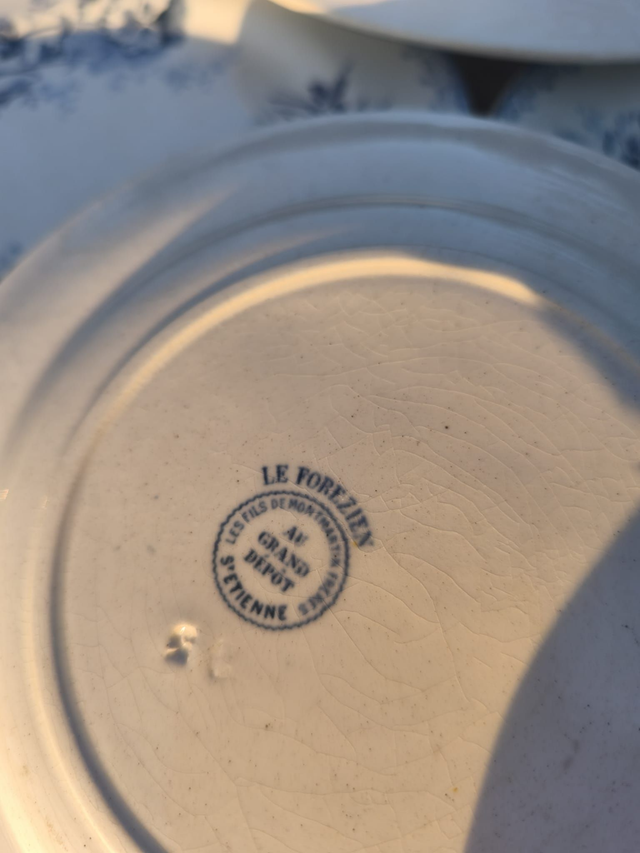 LE FOREZIEN
LES FILS DE MONTMARTIN FRÈRES
AU
GRAND
DÉPÔT
ST ETIENNE